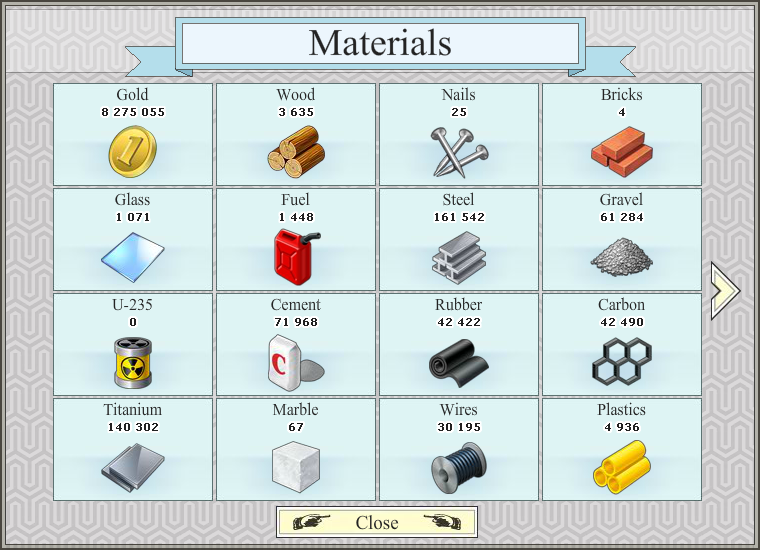 Materials
Gold
8 275 055
Wood
3 635
Nails
25
Bricks
4
Glass
1 071
Fuel
1 448
Steel
161 542
Gravel
61 284
U-235
0
Cement
71 968
C
Rubber
42 422
Carbon
42 490
Titanium
140 302
Marble
67
Wires
30 195
Plastics
4 936
Close